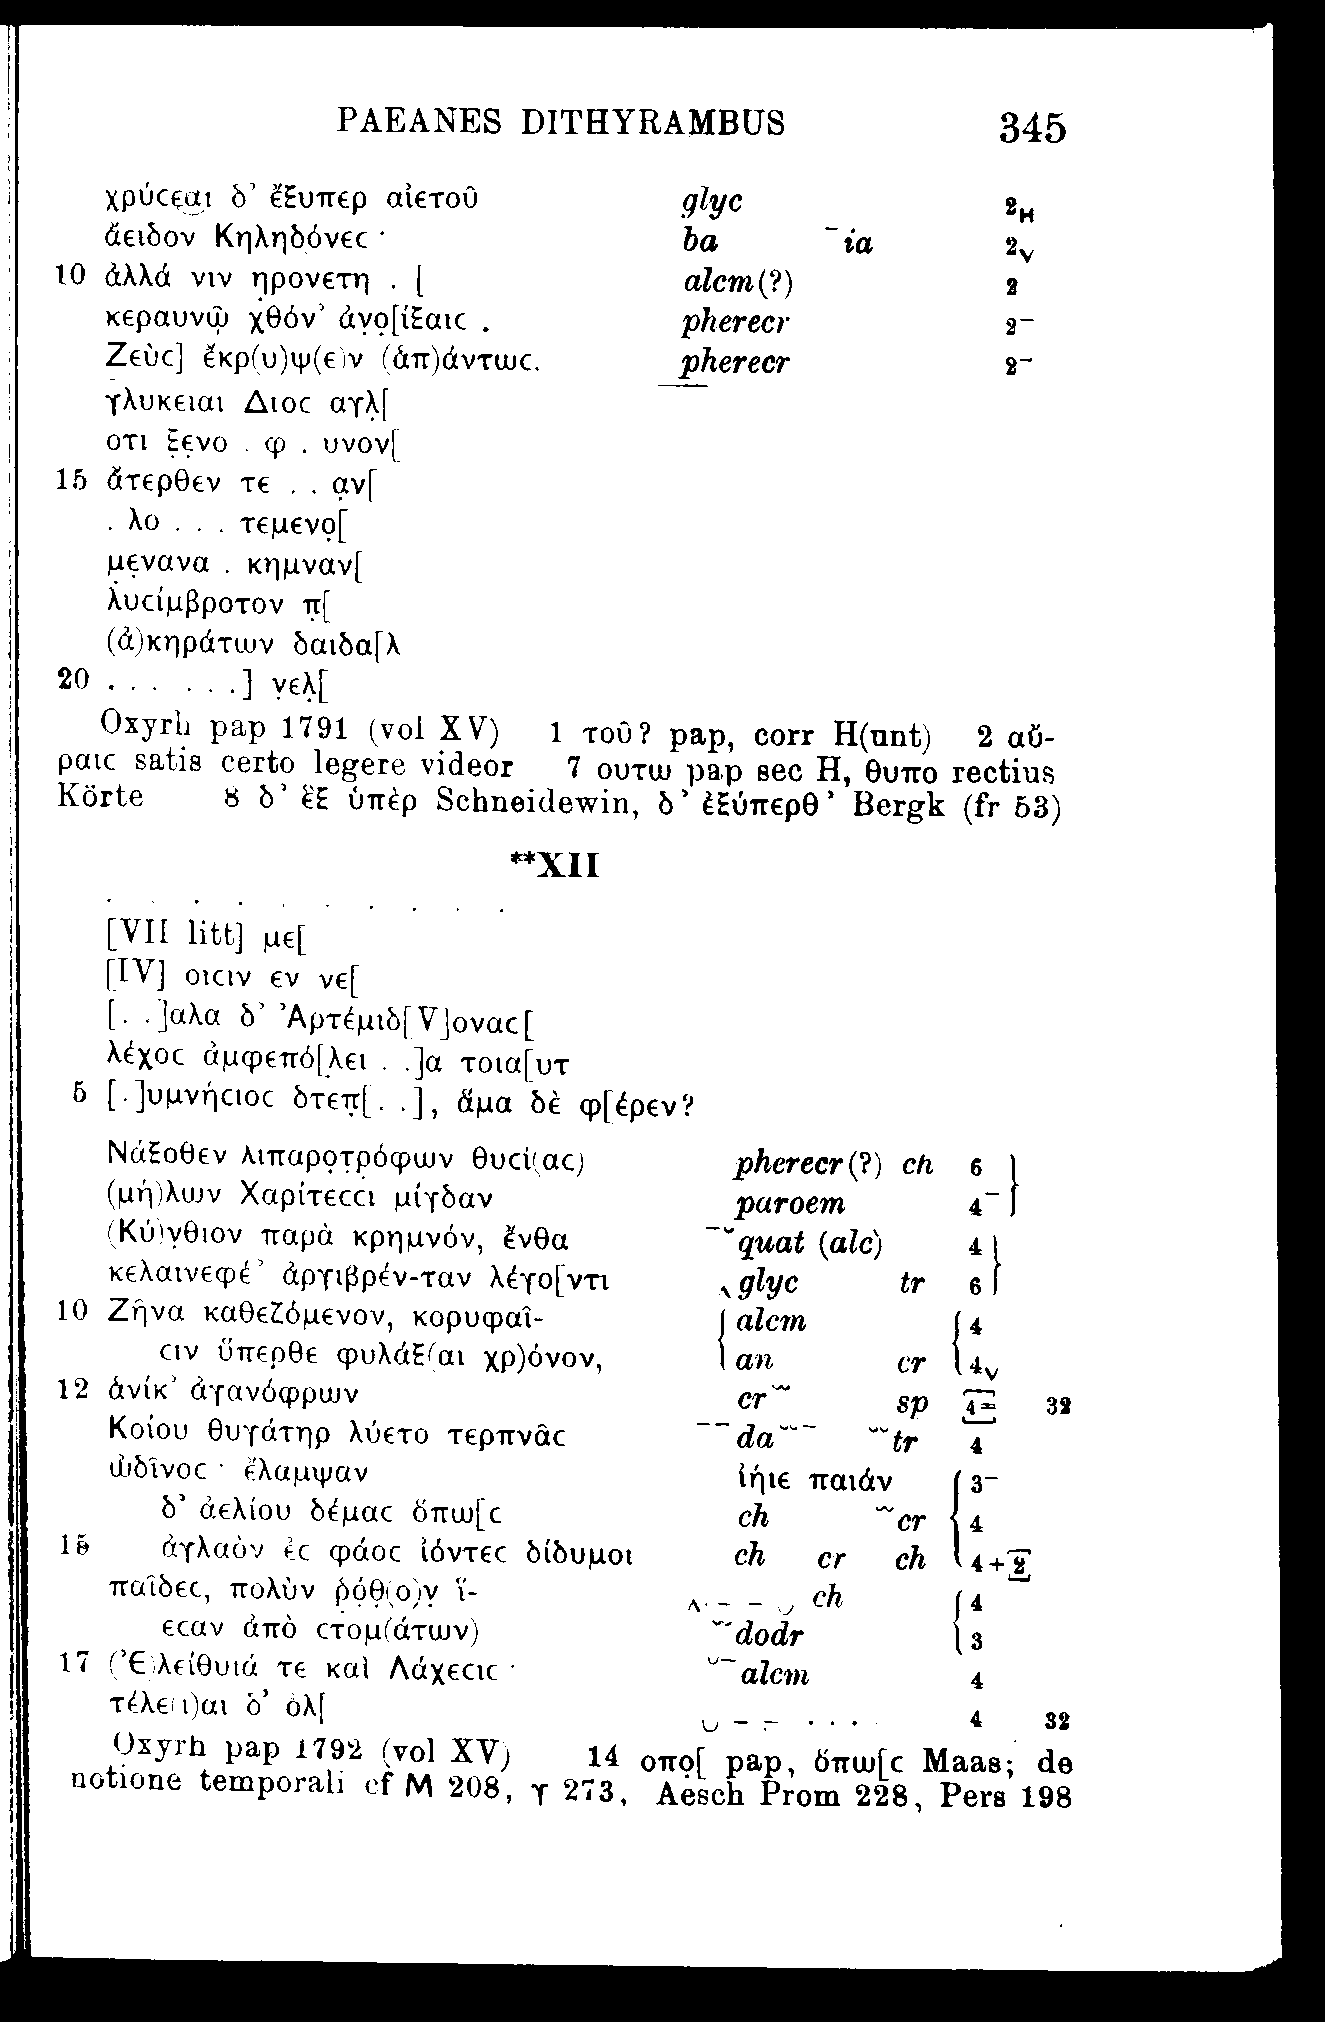 PAEANES DITHYRAMBUS 345
χρύϲεαι δ’ ἔξυπερ αἰετοῦ glyc 2H
ἄειδον Κηληδόνεϲ · ba ‾ia 2v
10 ἀλλά νιν ηρονετη . [ alcm(?) 2
κεραυνῷ χθόν’ ἀνο[ίξαιϲ . pherecr 2‾
Ζεὺϲ] ἔκρ(υ)ψ(ε)ν (ἁπ)άντωϲ. pherecr 2‾
γλυκειαι Διοϲ αγλ[
οτι ξενο . φ . υνον[
15 ἄτερθεν τε . . αν[
. λο . . . τεμενο[
μενανα . κημναν[
λυϲίμβροτον π[
(ἀ)κηράτων δαιδα[λ
20 . . . . . .] νελ[
Oxyrh pap 1791 (vol XV) 1 τοῦ? pap, corr H(unt) 2 αὔ-
ραιϲ satis certo legere videor 7 ουτω pap sec H, θυπο rectius
Körte 8 δ’ ἐξ ὑπὲρ Schneidewin, δ’ ἐξύπερθ’ Bergk (fr 53)
**XII
. . . . . . . . . .
[VII litt] με[
[IV] οιϲιν εν νε[
[. .]αλα δ’ Ἀρτέμιδ[V]οναϲ[
λέχοϲ ἀμφεπό[λει . .]α τοια[υτ
5 [.]υμνήϲιοϲ δτεπ[. .], ἅμα δὲ φ[έρεν?
Νάξοθεν λιπαροτρόφων θυϲί(αϲ) pherecr(?) ch 6
(μή)λων Χαρίτεϲϲι μίγδαν paroem 4‾
(Κύ)νθιον παρὰ κρημνόν, ἔνθα ‾˘quat (alc) 4
κελαινεφέ’ ἀργιβρέν-ταν λέγο[ντι ‸glyc tr 6
10 Ζῆνα καθεζόμενον, κορυφαῖ- alcm 4
ϲιν ὕπερθε φυλάξ(αι χρ)όνον, an cr 4v
12 ἁνίκ’ ἀγανόφρων cr˘‾ sp 4= 32
Κοίου θυγάτηρ λύετο τερπνᾶϲ ‾‾da˘˘‾ ˘˘tr 4
ὠδῖνοϲ · ἔλαμψαν ἰήιε παιάν 3‾
δ’ ἀελίου δέμαϲ ὅπω[ϲ ch ˘‾cr 4
15 ἀγλαὸν ἐϲ φάοϲ ἰόντεϲ δίδυμοι ch cr ch 4+2
παῖδεϲ, πολὺν ῥόθ(ο)ν ἵ- ‸ · – – ◡ ch 4
εϲαν ἀπὸ ϲτομ(άτων) ˘‾dodr 3
17 (Ἐ)λείθυιά τε καὶ Λάχεϲιϲ · ˘‾alcm 4
τέλε(ι)αι δ’ ὀλ[ ◡ – – . . . . 4 32
Oxyrh pap 1792 (vol XV) 14 οπο[ pap, ὅπω[ϲ Maas; de
notione temporali cf Μ 208, γ 273, Aesch Prom 228, Pers 198